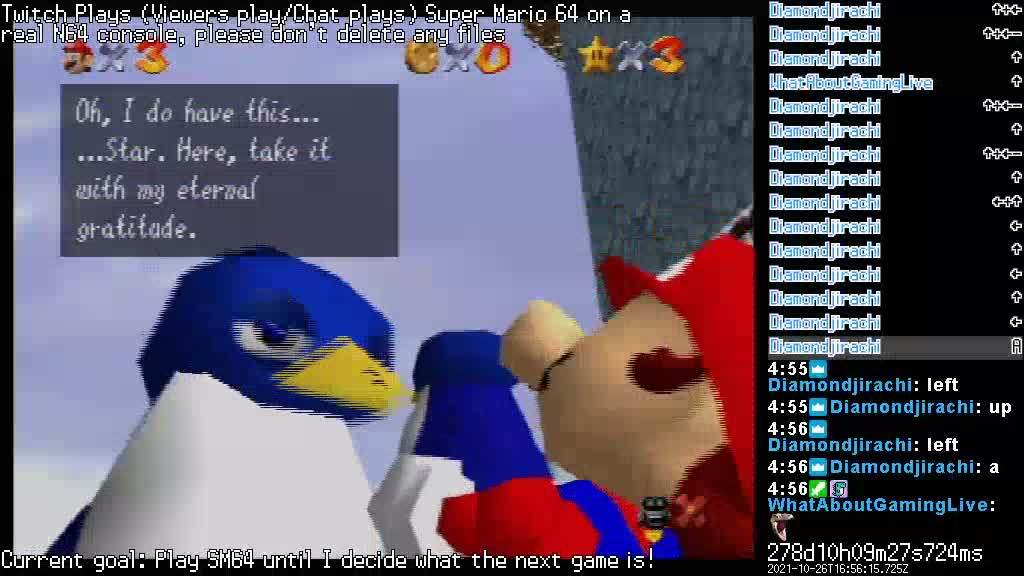 Twitch Plays (Viewers play/Chat plays) Super Mario 64 on a
real N64 console, please don't delete any files
3
0
3
Oh, I do have this...
...Star. Here, take it
with my eternal
gratitude.
Current goal: Play SM64 until I decide what the next game is!
Diamondjirachi ↑↓←
Diamondjirachi ↑↓←
Diamondjirachi ↑
WhatAboutGamingLive ↑
Diamondjirachi ↑↓←
Diamondjirachi ↑
Diamondjirachi ↑↓←
Diamondjirachi ↑
Diamondjirachi ←↑↑
Diamondjirachi ←
Diamondjirachi ↑
Diamondjirachi ←
Diamondjirachi ↑
Diamondjirachi ←
Diamondjirachi A
4:55
Diamondjirachi: left
4:55 Diamondjirachi: up
4:56
Diamondjirachi: left
4:56 Diamondjirachi: a
4:56
WhatAboutGamingLive:
278d10h09m27s724ms
2021-10-26T16:56:15.725Z